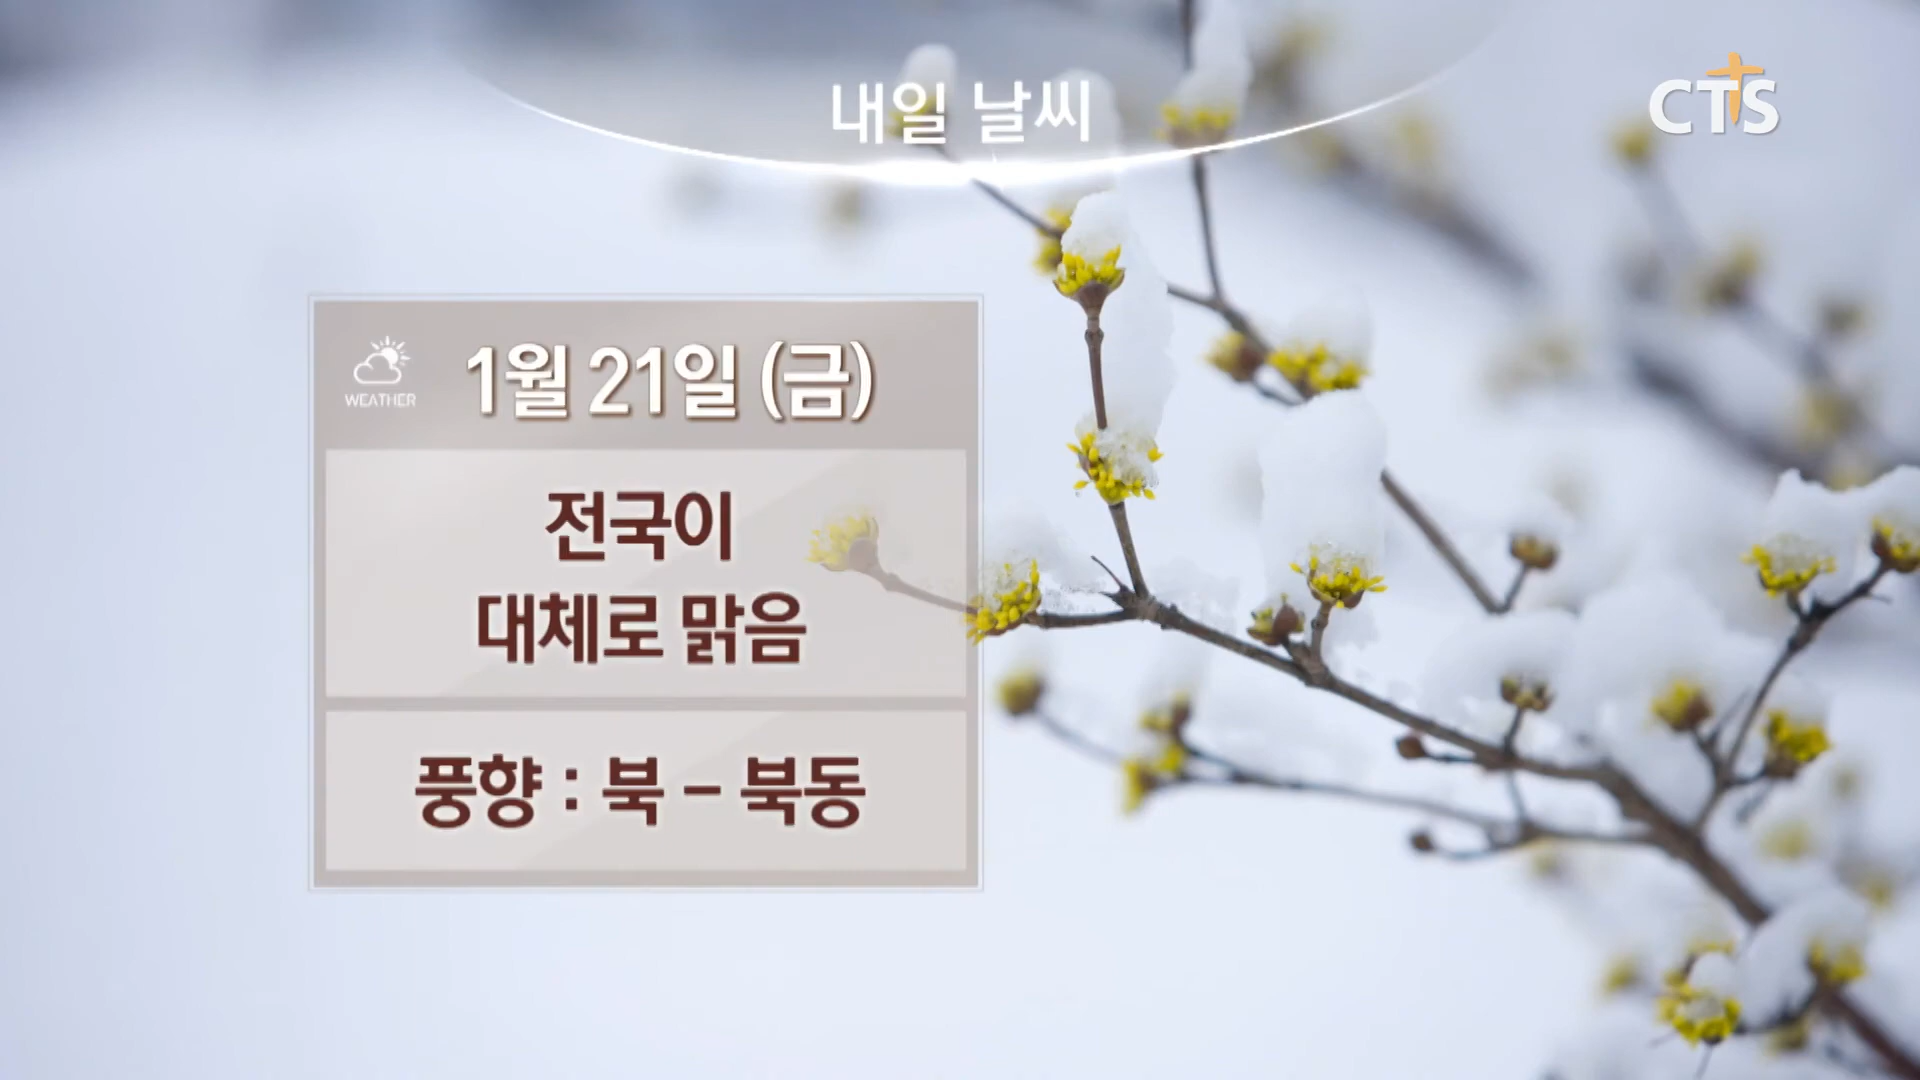 내일 날씨
CTS
WEATHER
1월 21일 (금)
전국이
대체로 맑음
풍향 : 북 - 북동